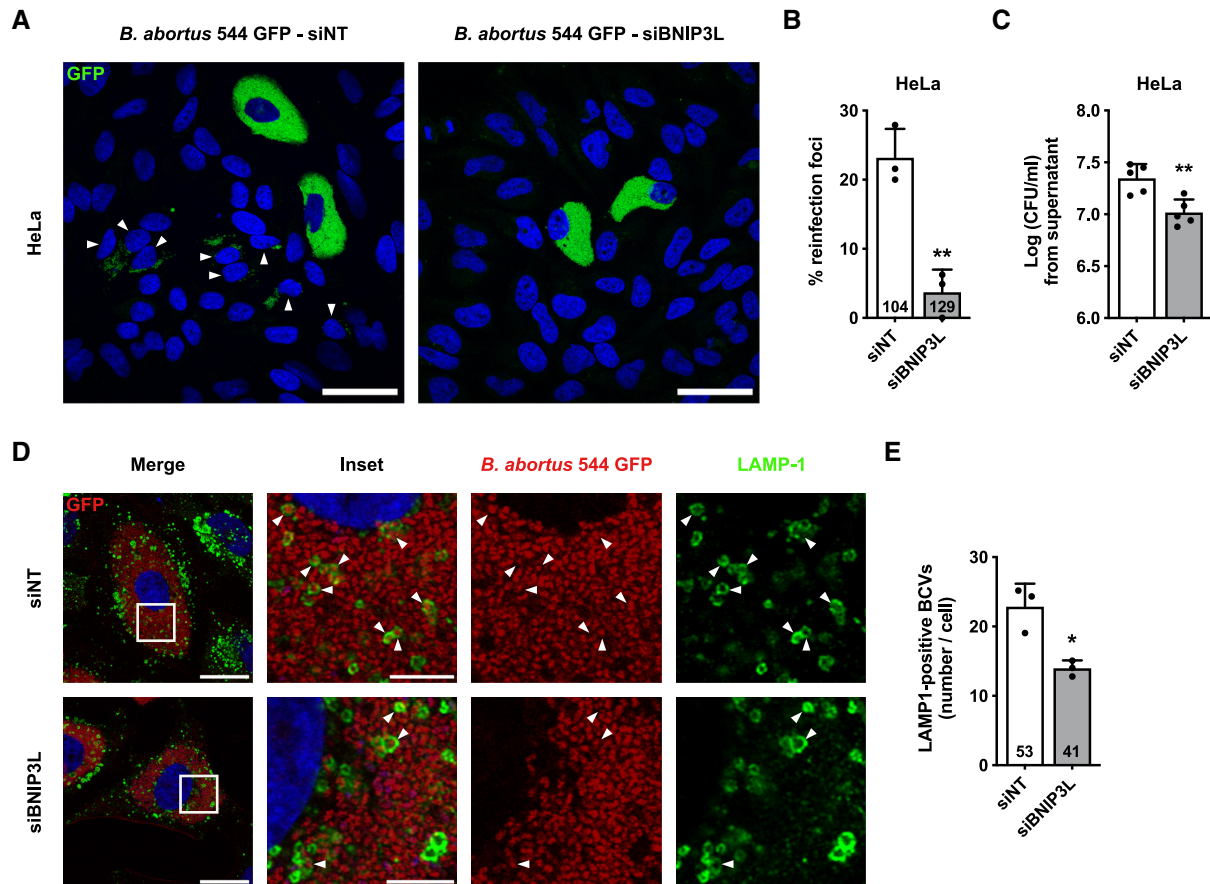 A
B. abortus 544 GFP - siNT
B. abortus 544 GFP - siBNIP3L
GFP
HeLa
B
HeLa
% reinfection foci
30
20
10
0
104
129
**
siNT
siBNIP3L
C
HeLa
Log (CFU/ml)
from supernatant
8.0
7.5
7.0
6.5
6.0
**
siNT
siBNIP3L
D
Merge
Inset
B. abortus 544 GFP
LAMP-1
GFP
siNT
siBNIP3L
E
LAMP1-positive BCVs
(number / cell)
30
20
10
0
53
41
*
siNT
siBNIP3L